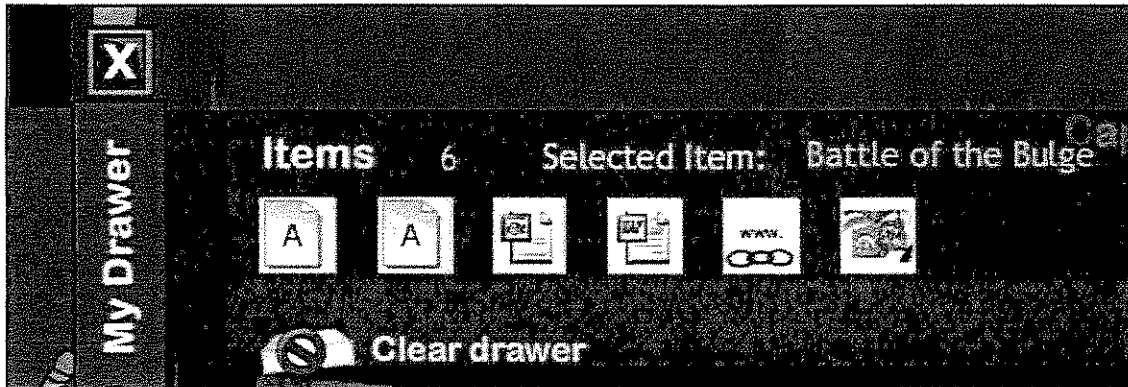 X
My Drawer
Items 6 Selected Item: Battle of the Bulge
A A www.
Clear drawer